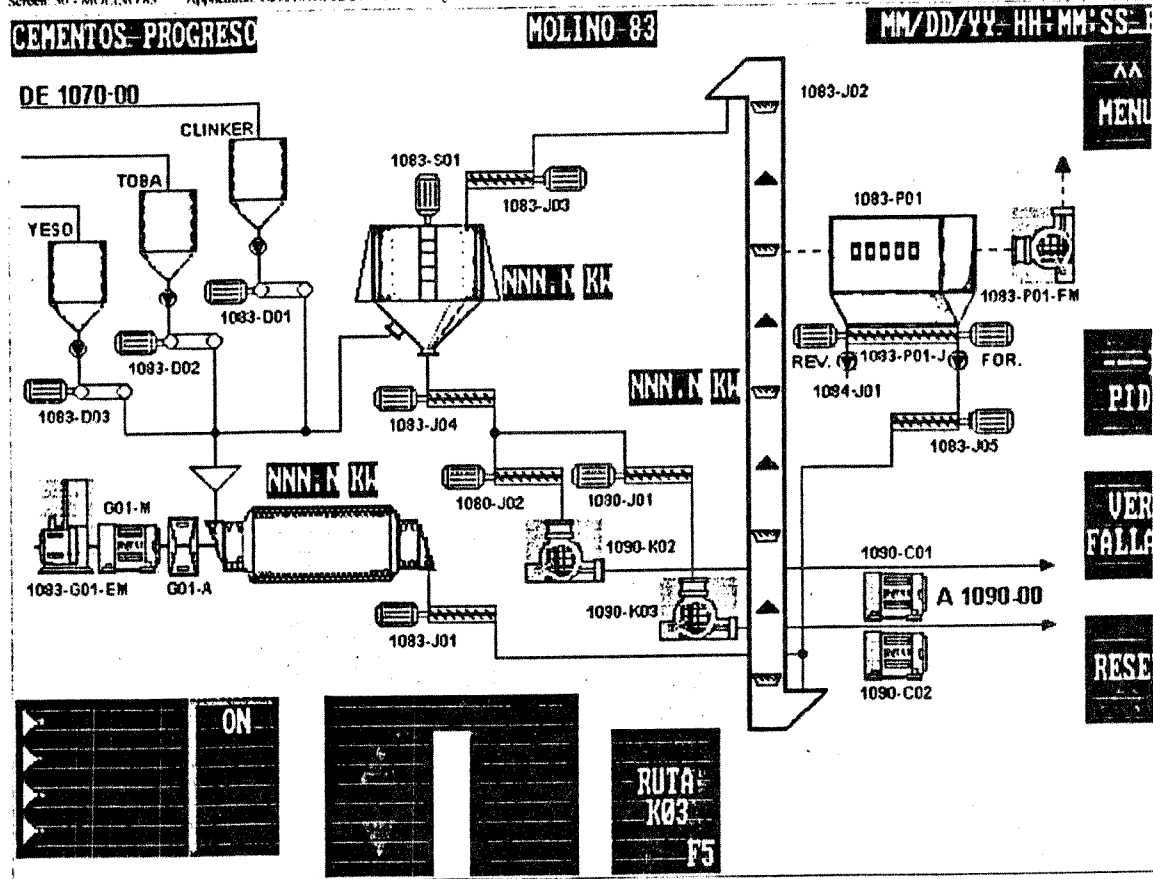 CEMENTOS PROGRESO
MOLINO-83
MM/DD/YY HH:MM:SS
DE 1070-00
CLINKER
TOBA
YESO
1083-S01
1083-J03
1083-J02
^^
MENU
1083-P01
1083-P01-FM
NNN.N KW
1083-D01
1083-D02
1083-D03
REV.
1083-P01-J
FOR.
1084-J01
NNN.N KW
PID
1083-J04
1083-J05
NNN.N KW
1080-J02
1080-J01
G01-M
1083-G01-EM
G01-A
1090-K02
1090-C01
VER
A 1090-00
1090-K03
1083-J01
1090-C02
ON
RUTA:
K03
F5